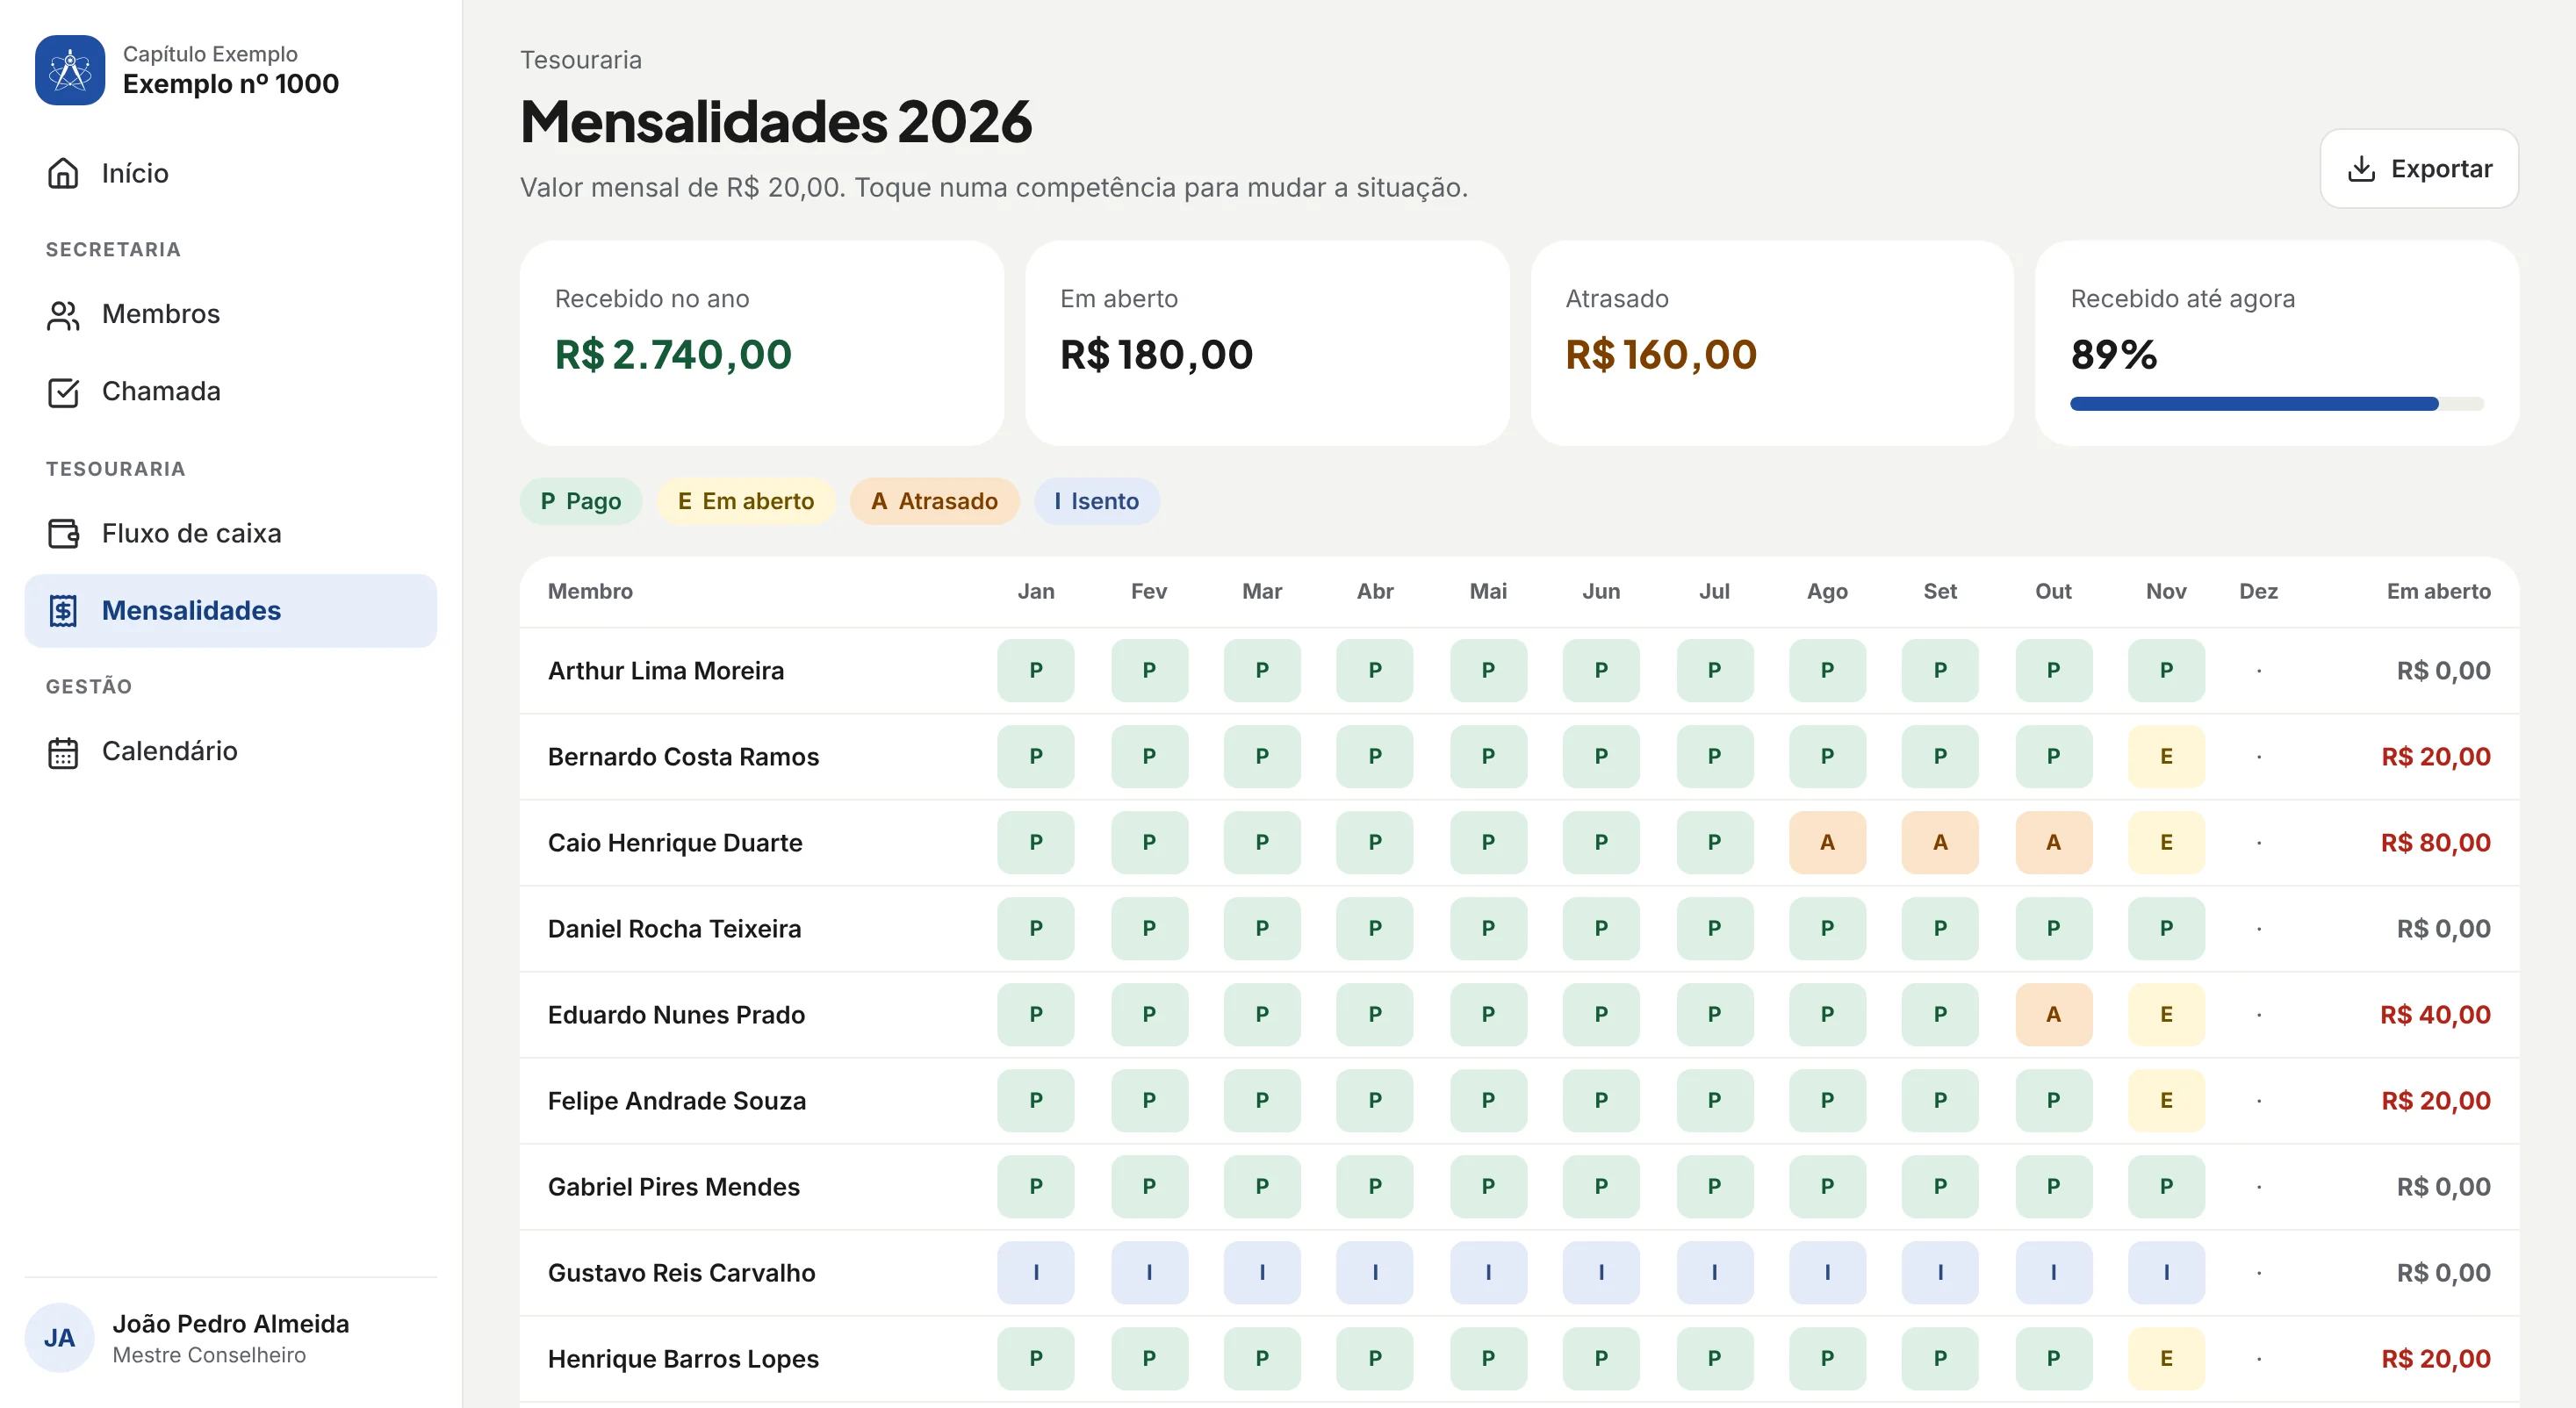 Capítulo Exemplo
Exemplo nº 1000
Início
SECRETARIA
Membros
Chamada
TESOURARIA
Fluxo de caixa
Mensalidades
GESTÃO
Calendário
JA
João Pedro Almeida
Mestre Conselheiro
Tesouraria
Mensalidades 2026
Valor mensal de R$ 20,00. Toque numa competência para mudar a situação.
Exportar
Recebido no ano
R$ 2.740,00
Em aberto
R$ 180,00
Atrasado
R$ 160,00
Recebido até agora
89%
P Pago E Em aberto A Atrasado I Isento
Membro Jan Fev Mar Abr Mai Jun Jul Ago Set Out Nov Dez Em aberto
Arthur Lima Moreira P P P P P P P P P P P · R$ 0,00
Bernardo Costa Ramos P P P P P P P P P P E · R$ 20,00
Caio Henrique Duarte P P P P P P P A A A E · R$ 80,00
Daniel Rocha Teixeira P P P P P P P P P P P · R$ 0,00
Eduardo Nunes Prado P P P P P P P P P A E · R$ 40,00
Felipe Andrade Souza P P P P P P P P P P E · R$ 20,00
Gabriel Pires Mendes P P P P P P P P P P P · R$ 0,00
Gustavo Reis Carvalho I I I I I I I I I I I · R$ 0,00
Henrique Barros Lopes P P P P P P P P P P E · R$ 20,00